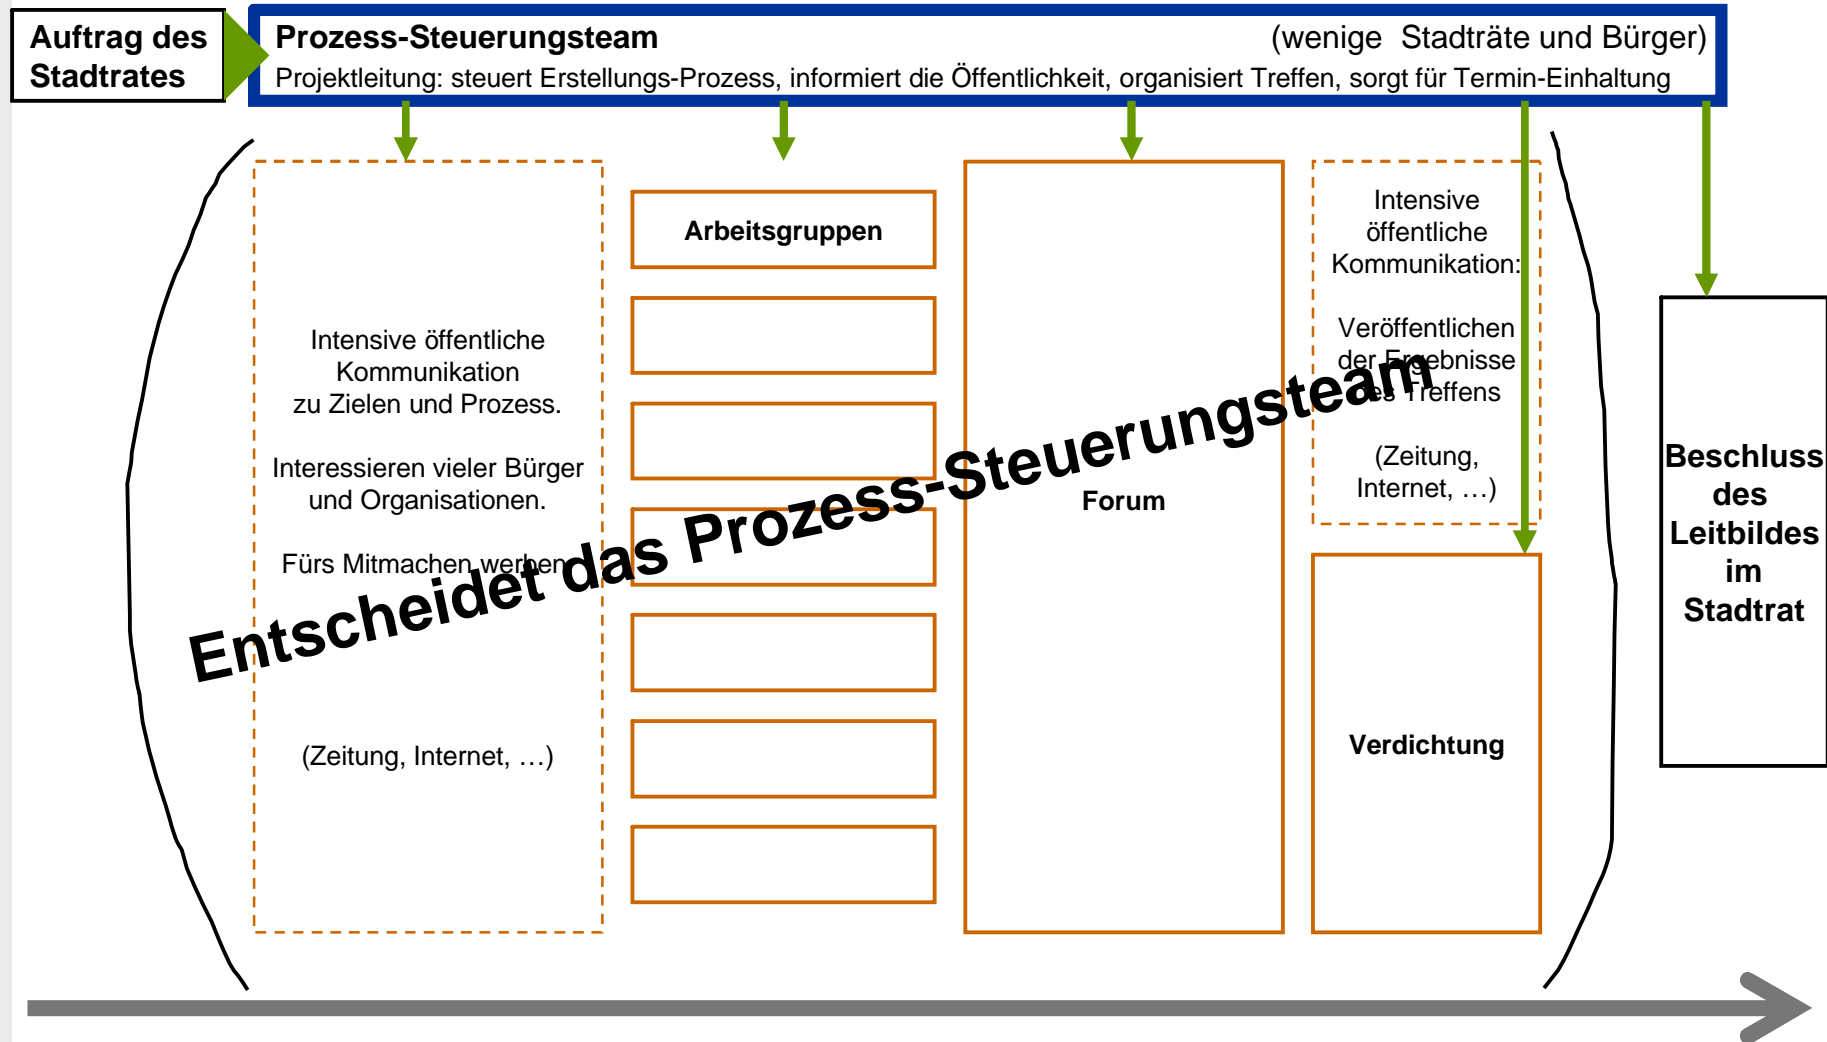 Auftrag des
Stadtrates
Prozess-Steuerungsteam (wenige Stadträte und Bürger)
Projektleitung: steuert Erstellungs-Prozess, informiert die Öffentlichkeit, organisiert Treffen, sorgt für Termin-Einhaltung
Intensive öffentliche
Kommunikation
zu Zielen und Prozess.
Interessieren vieler Bürger
und Organisationen.
Fürs Mitmachen werben.
(Zeitung, Internet, …)
Arbeitsgruppen
Forum
Intensive
öffentliche
Kommunikation:
Veröffentlichen
der Ergebnisse
des Treffens
(Zeitung,
Internet, …)
Verdichtung
Beschluss
des
Leitbildes
im
Stadtrat
Entscheidet das Prozess-Steuerungsteam